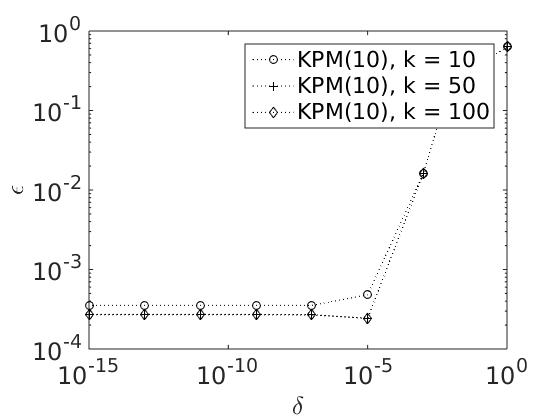 10^0
KPM(10), k = 10
KPM(10), k = 50
KPM(10), k = 100
10^-1
10^-2
ϵ
10^-3
10^-4
10^-15 10^-10 10^-5 10^0
δ